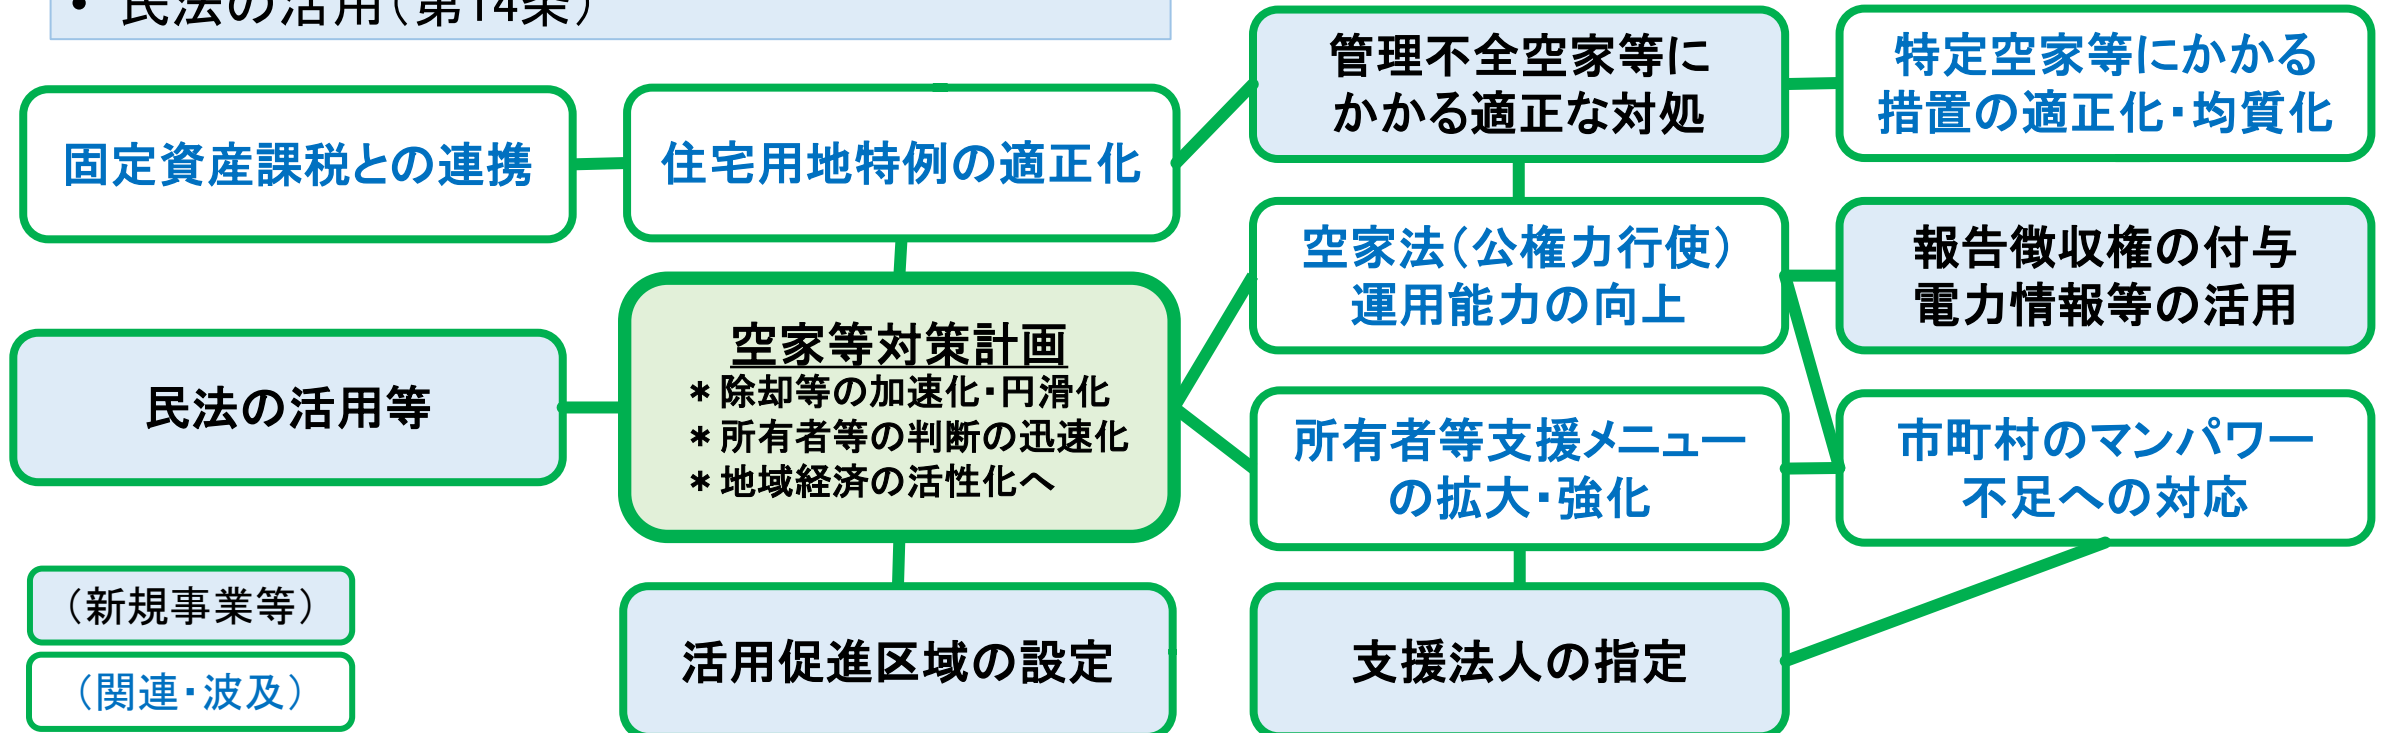 • 民法の活用（第14条）
管理不全空家等に
かかる適正な対処
特定空家等にかかる
措置の適正化・均質化
固定資産課税との連携
住宅用地特例の適正化
空家法（公権力行使）
運用能力の向上
報告徴収権の付与
電力情報等の活用
民法の活用等
空家等対策計画
＊除却等の加速化・円滑化
＊所有者等の判断の迅速化
＊地域経済の活性化へ
所有者等支援メニュー
の拡大・強化
市町村のマンパワー
不足への対応
活用促進区域の設定
支援法人の指定
（新規事業等）
（関連・波及）